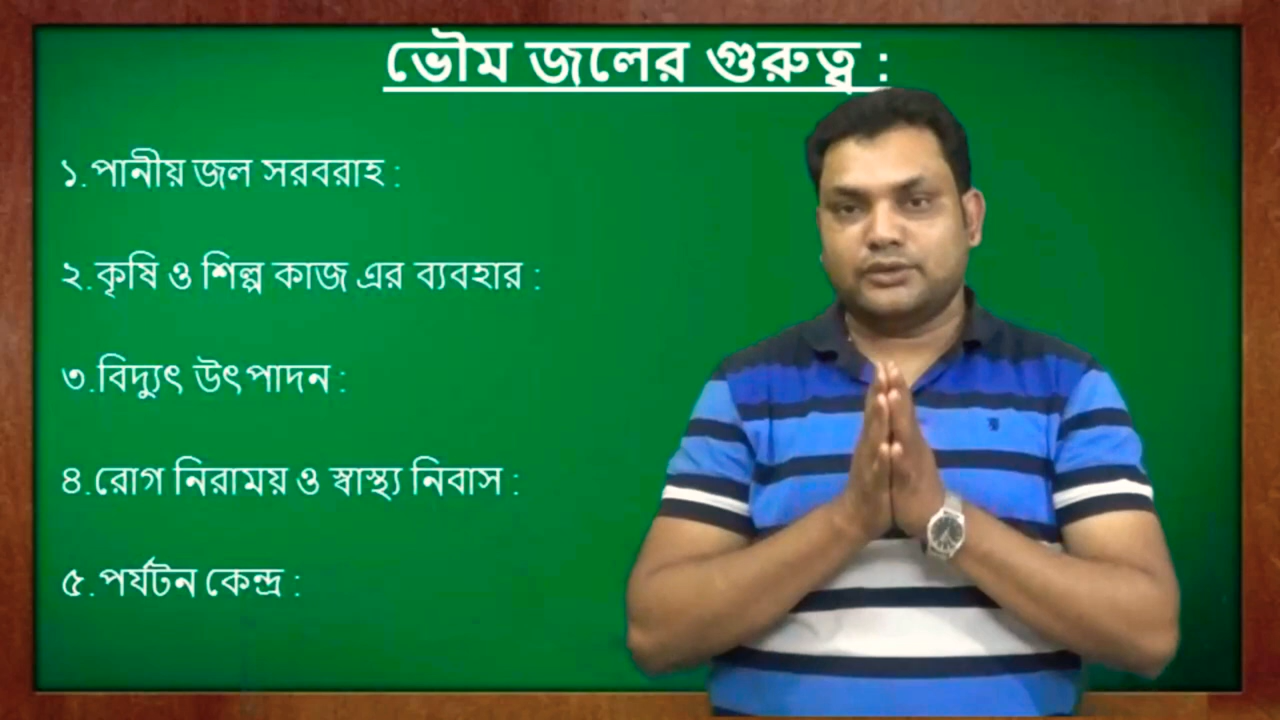 ভৌম জলের গুরুত্ব :
১.পানীয় জল সরবরাহ :
২.কৃষি ও শিল্প কাজ এর ব্যবহার :
৩.বিদ্যুৎ উৎপাদন :
৪.রোগ নিরাময় ও স্বাস্থ্য নিবাস :
৫.পর্যটন কেন্দ্র :